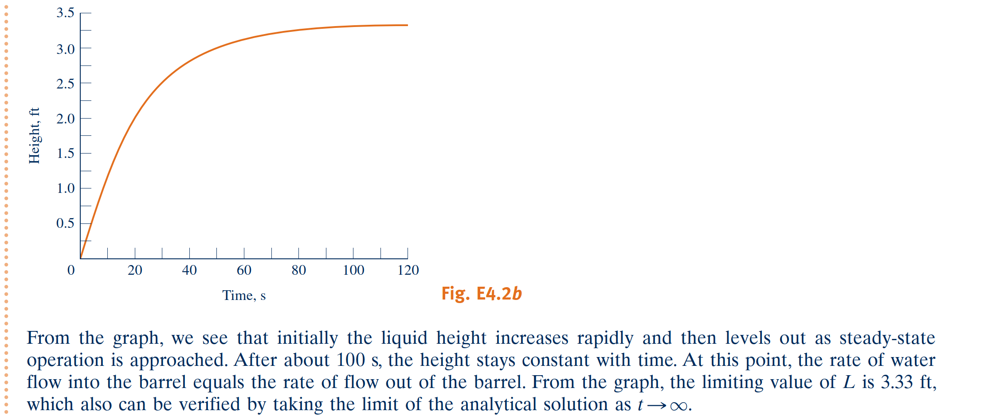 3.5
3.0
2.5
2.0
1.5
1.0
0.5
Height, ft
0 20 40 60 80 100 120
Time, s
Fig. E4.2b
From the graph, we see that initially the liquid height increases rapidly and then levels out as steady-state
operation is approached. After about 100 s, the height stays constant with time. At this point, the rate of water
flow into the barrel equals the rate of flow out of the barrel. From the graph, the limiting value of L is 3.33 ft,
which also can be verified by taking the limit of the analytical solution as t → ∞.